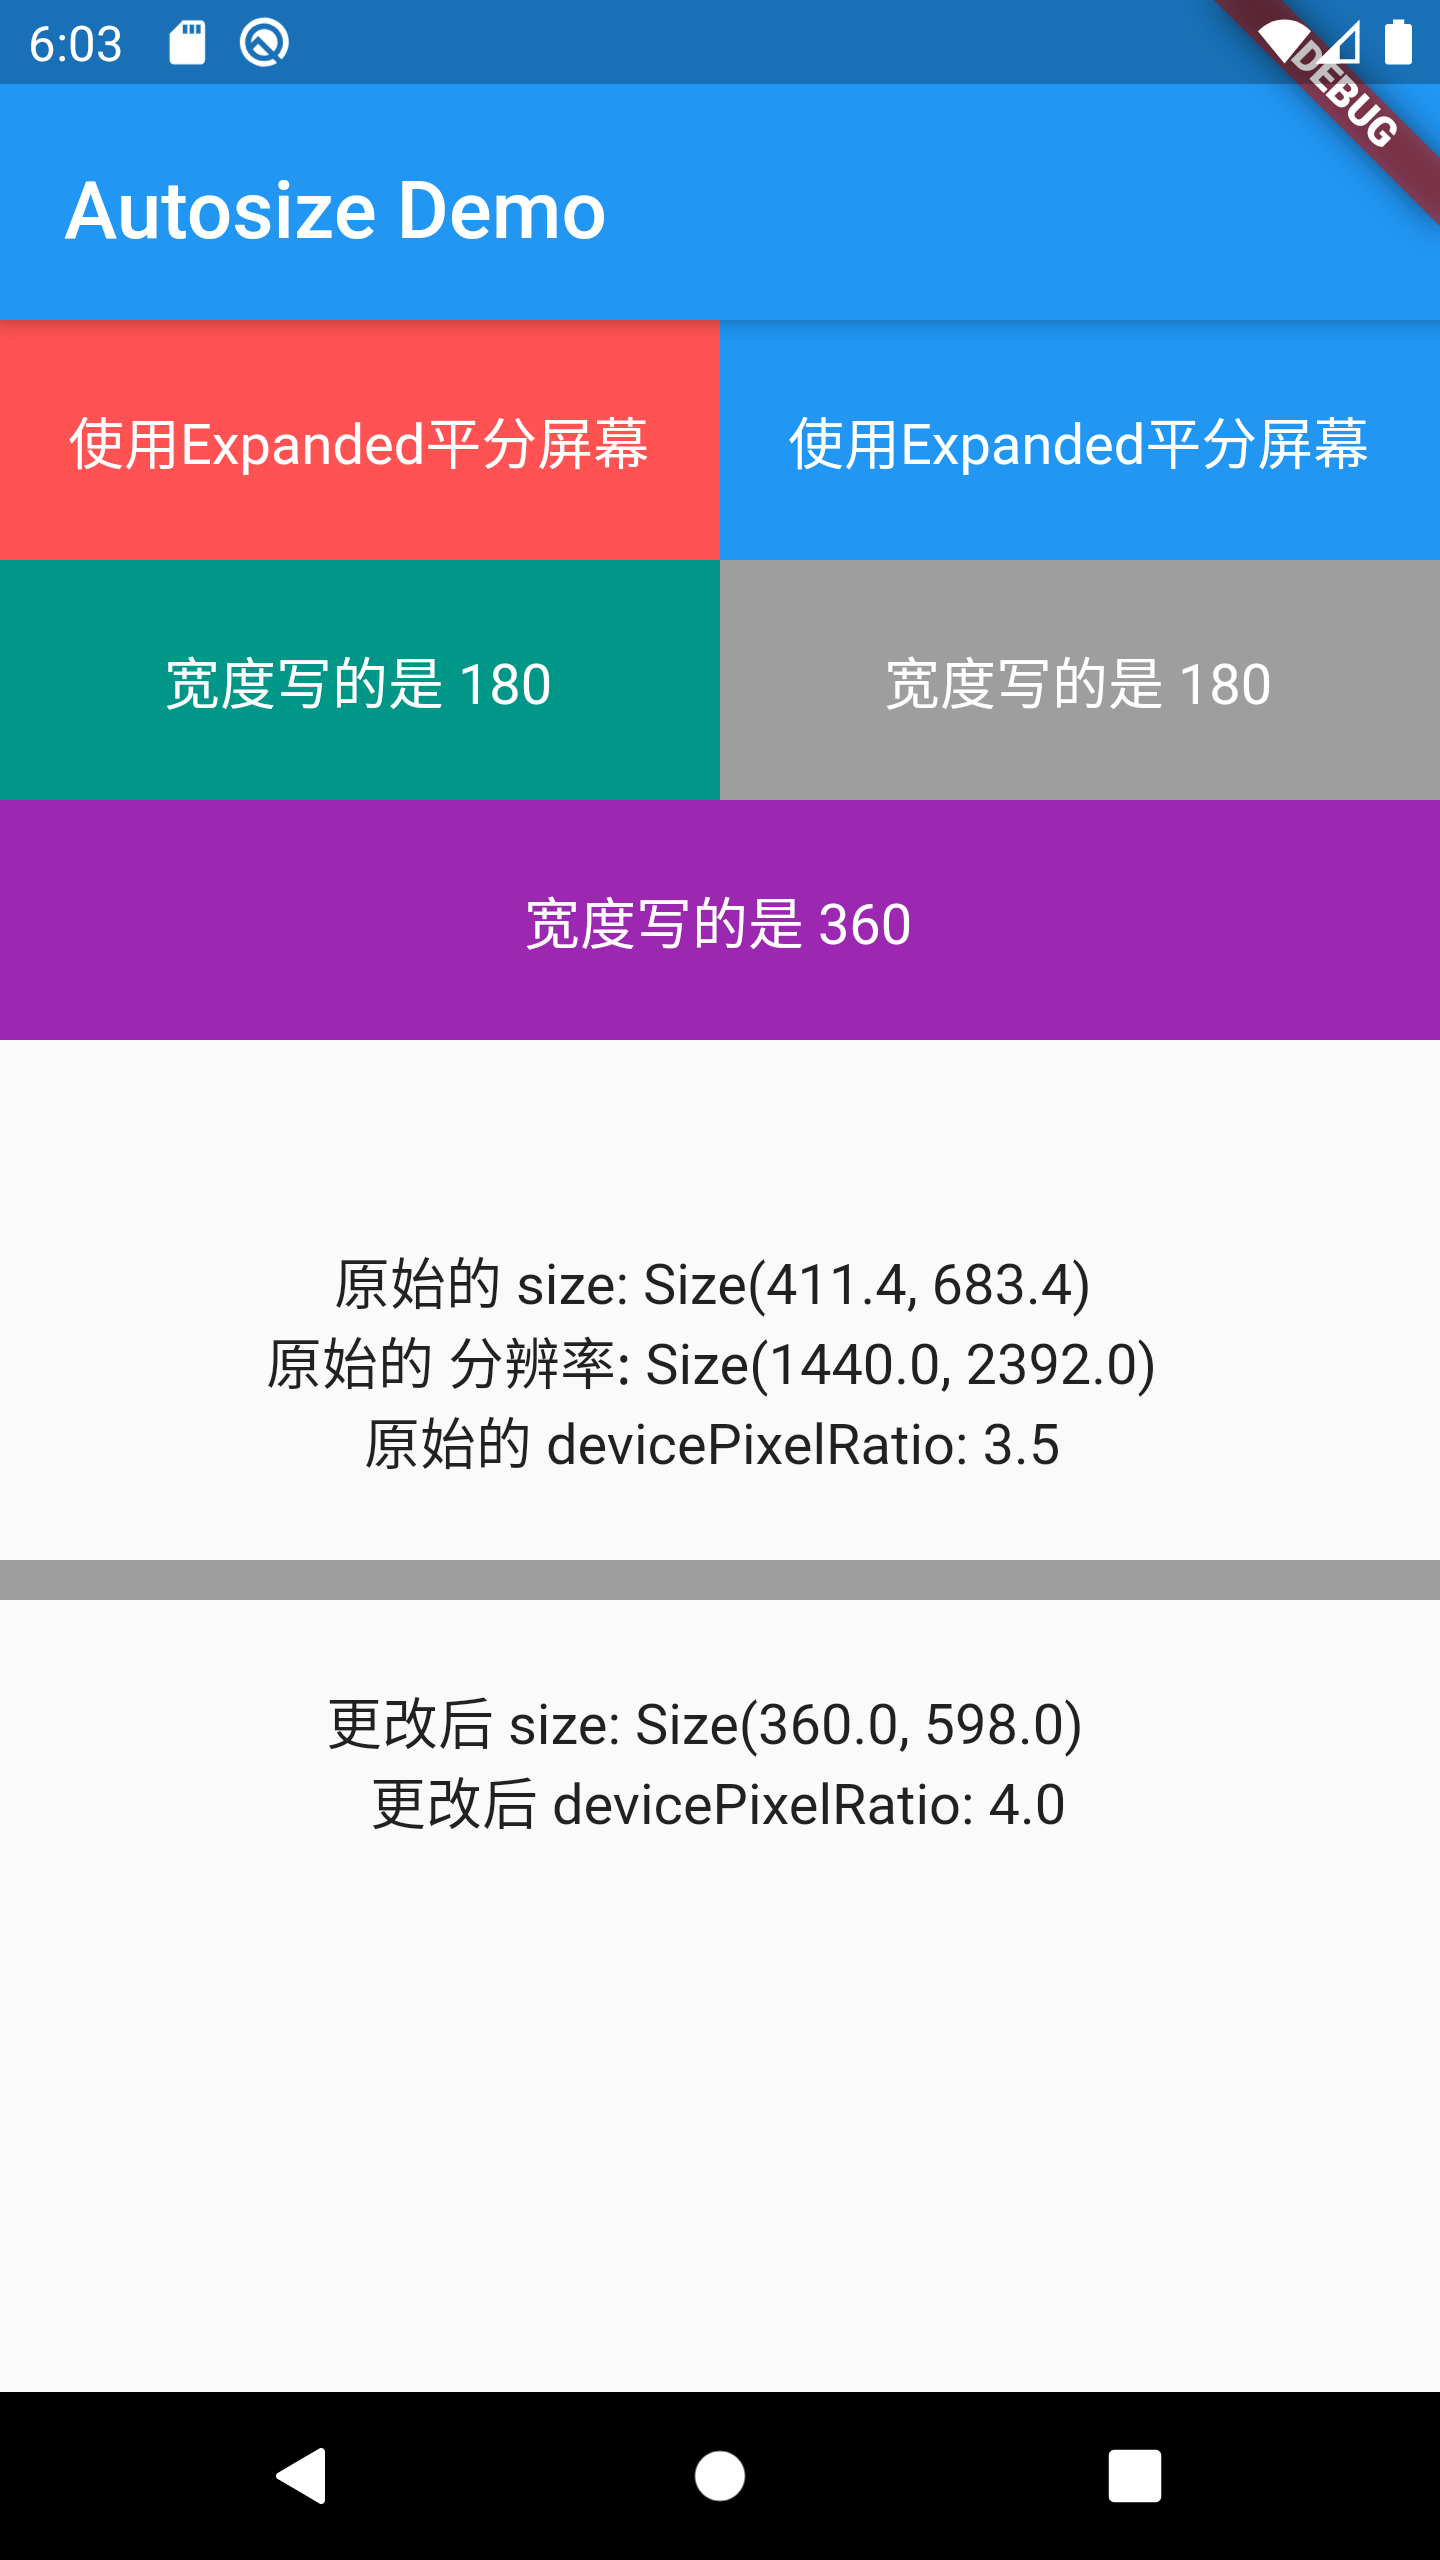 6:03
DEBUG
Autosize Demo
使用Expanded平分屏幕
使用Expanded平分屏幕
宽度写的是 180
宽度写的是 180
宽度写的是 360
原始的 size: Size(411.4, 683.4)
原始的 分辨率: Size(1440.0, 2392.0)
原始的 devicePixelRatio: 3.5
更改后 size: Size(360.0, 598.0)
更改后 devicePixelRatio: 4.0